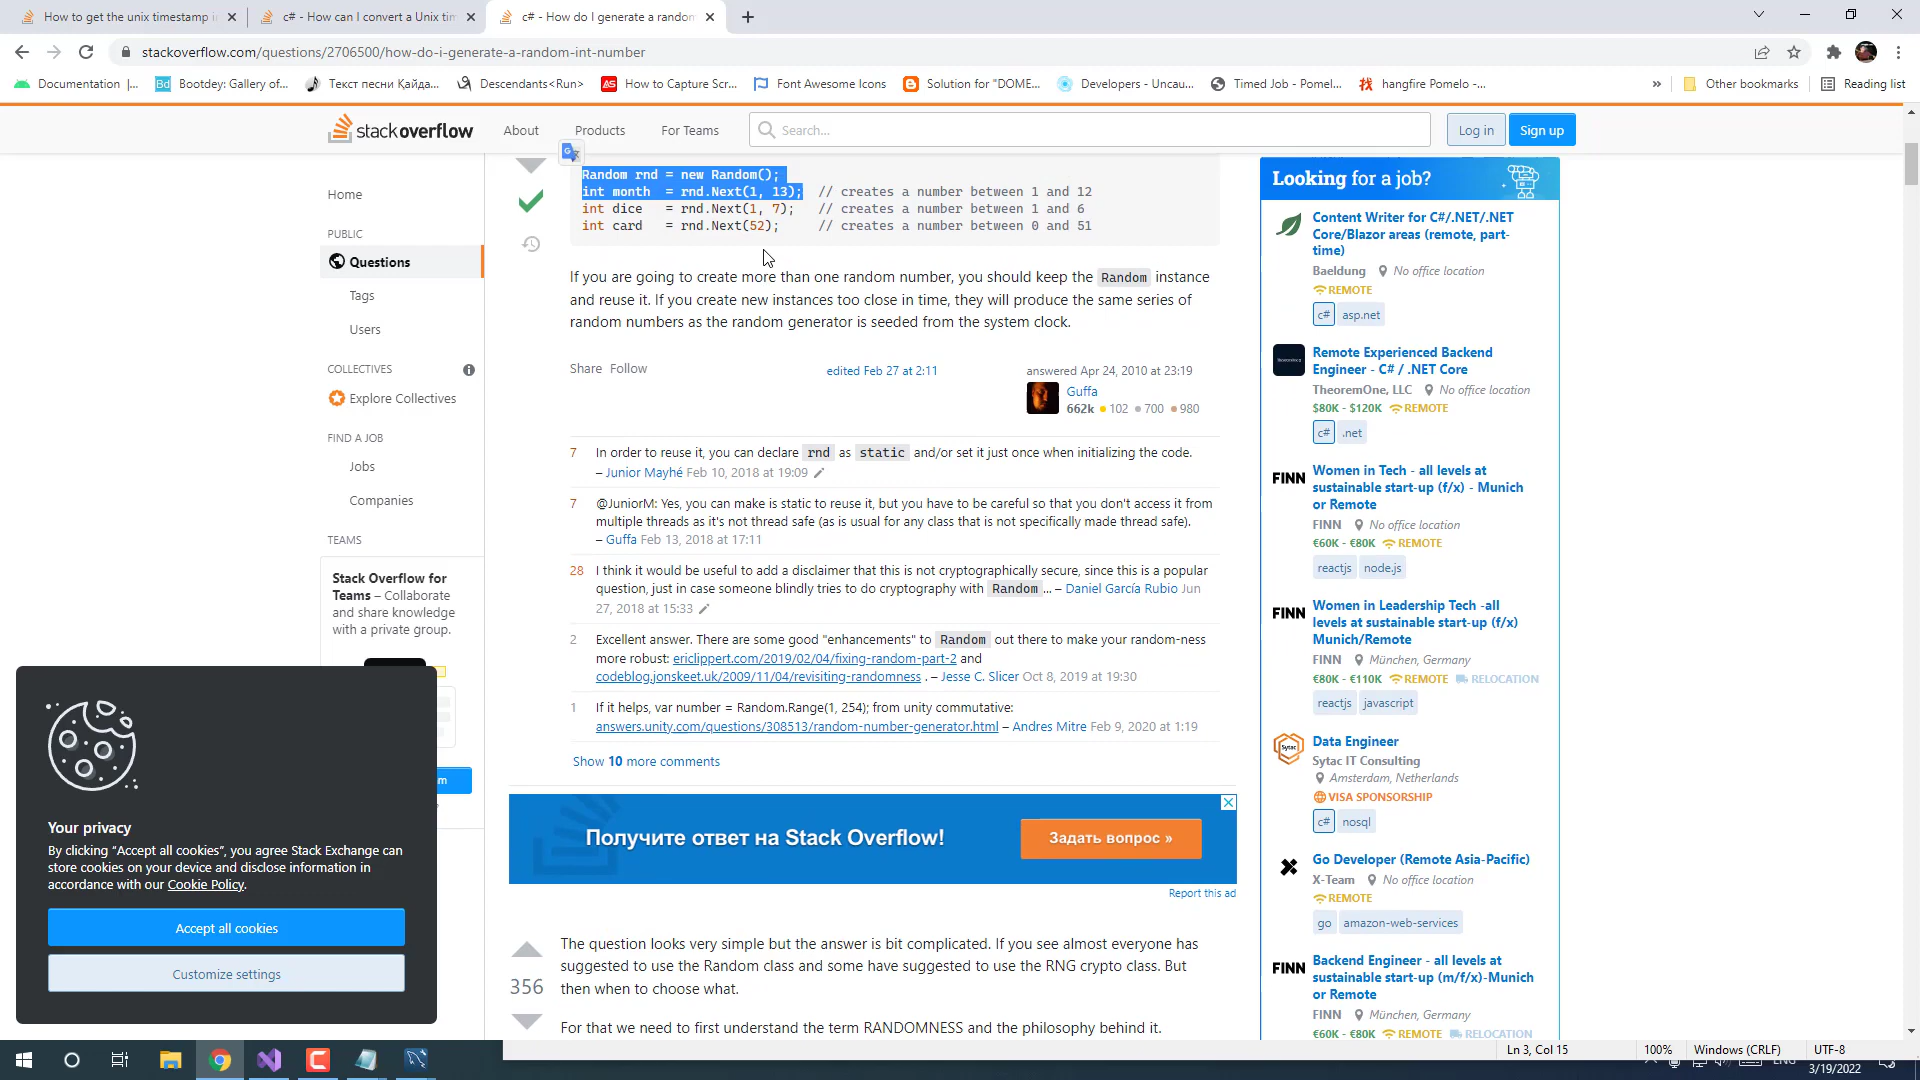 How to get the unix timestamp i
c# - How can I convert a Unix tim
c# - How do I generate a random
stackoverflow.com/questions/2706500/how-do-i-generate-a-random-int-number
Documentation |...
Bootdey: Gallery of...
Текст песни Қайда...
Descendants<Run>
How to Capture Scr...
Font Awesome Icons
Solution for "DOME...
Developers - Uncau...
Timed Job - Pomel...
hangfire Pomelo -...
»
Other bookmarks
Reading list
stackoverflow
About
Products
For Teams
Search...
Log in
Sign up
Home
PUBLIC
Questions
Tags
Users
COLLECTIVES
Explore Collectives
FIND A JOB
Jobs
Companies
TEAMS
Stack Overflow for
Teams – Collaborate
and share knowledge
with a private group.
Random rnd = new Random();
int month  = rnd.Next(1, 13);  // creates a number between 1 and 12
int dice   = rnd.Next(1, 7);   // creates a number between 1 and 6
int card   = rnd.Next(52);     // creates a number between 0 and 51
If you are going to create more than one random number, you should keep the Random instance
and reuse it. If you create new instances too close in time, they will produce the same series of
random numbers as the random generator is seeded from the system clock.
Share Follow
edited Feb 27 at 2:11
answered Apr 24, 2010 at 23:19
Guffa
662k 102 700 980
7 In order to reuse it, you can declare rnd as static and/or set it just once when initializing the code.
– Junior Mayhé Feb 10, 2018 at 19:09
7 @JuniorM: Yes, you can make is static to reuse it, but you have to be careful so that you don't access it from
multiple threads as it's not thread safe (as is usual for any class that is not specifically made thread safe).
– Guffa Feb 13, 2018 at 17:11
28 I think it would be useful to add a disclaimer that this is not cryptographically secure, since this is a popular
question, just in case someone blindly tries to do cryptography with Random ... – Daniel García Rubio Jun
27, 2018 at 15:33
2 Excellent answer. There are some good "enhancements" to Random out there to make your random-ness
more robust: ericlippert.com/2019/02/04/fixing-random-part-2 and
codeblog.jonskeet.uk/2009/11/04/revisiting-randomness . – Jesse C. Slicer Oct 8, 2019 at 19:30
1 If it helps, var number = Random.Range(1, 254); from unity commutative:
answers.unity.com/questions/308513/random-number-generator.html – Andres Mitre Feb 9, 2020 at 1:19
Show 10 more comments
Получите ответ на Stack Overflow!
Задать вопрос »
Report this ad
356
The question looks very simple but the answer is bit complicated. If you see almost everyone has
suggested to use the Random class and some have suggested to use the RNG crypto class. But
then when to choose what.
For that we need to first understand the term RANDOMNESS and the philosophy behind it.
Looking for a job?
Content Writer for C#/.NET/.NET
Core/Blazor areas (remote, part-
time)
Baeldung No office location
REMOTE
c# asp.net
Remote Experienced Backend
Engineer - C# / .NET Core
TheoremOne, LLC No office location
$80K - $120K REMOTE
c# .net
FINN
Women in Tech - all levels at
sustainable start-up (f/x) - Munich
or Remote
FINN No office location
€60K - €80K REMOTE
reactjs node.js
FINN
Women in Leadership Tech -all
levels at sustainable start-up (f/x)
Munich/Remote
FINN München, Germany
€80K - €110K REMOTE RELOCATION
reactjs javascript
Sytac
Data Engineer
Sytac IT Consulting
Amsterdam, Netherlands
VISA SPONSORSHIP
c# nosql
Go Developer (Remote Asia-Pacific)
X-Team No office location
REMOTE
go amazon-web-services
FINN
Backend Engineer - all levels at
sustainable start-up (m/f/x)-Munich
or Remote
FINN München, Germany
€60K - €80K REMOTE RELOCATION
Your privacy
By clicking “Accept all cookies”, you agree Stack Exchange can
store cookies on your device and disclose information in
accordance with our Cookie Policy.
Accept all cookies
Customize settings
Ln 3, Col 15
100%
Windows (CRLF)
UTF-8
3/19/2022